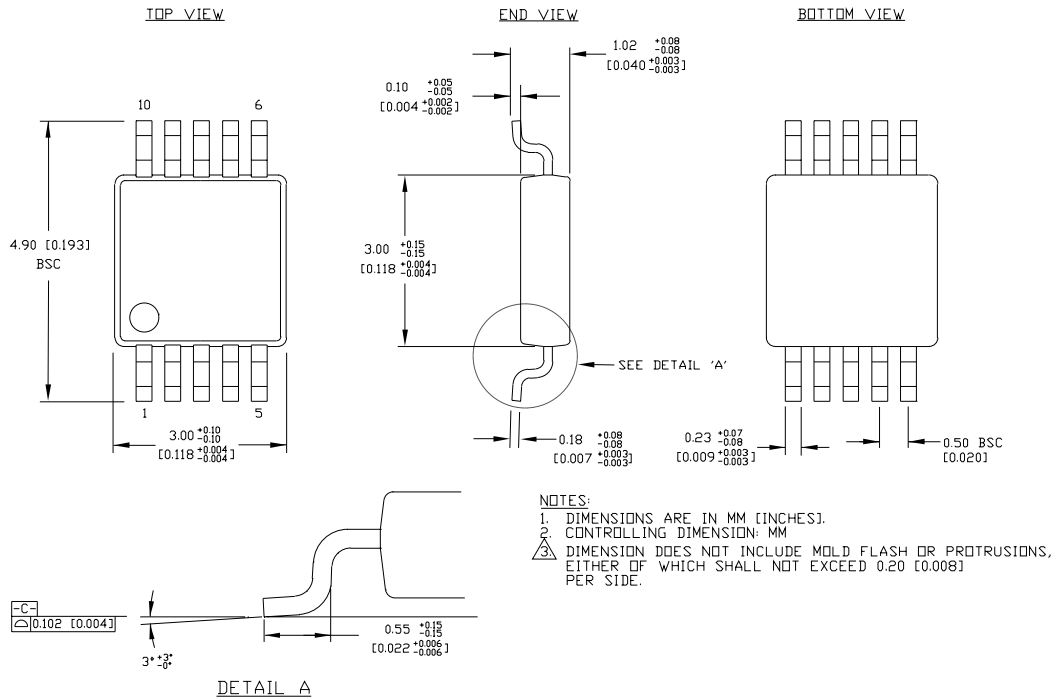 TOP VIEW
END VIEW
BOTTOM VIEW
1.02 +0.08 -0.08
[0.040 +0.003 -0.003]
0.10 +0.05 -0.05
[0.004 +0.002 -0.002]
10 6
4.90 [0.193]
BSC
3.00 +0.15 -0.15
[0.118 +0.004 -0.004]
SEE DETAIL 'A'
1 5
3.00 +0.10 -0.10
[0.118 +0.004 -0.004]
0.18 +0.08 -0.08
[0.007 +0.003 -0.003]
0.23 +0.07 -0.08
[0.009 +0.003 -0.003]
0.50 BSC
[0.020]
NOTES:
1. DIMENSIONS ARE IN MM [INCHES].
2. CONTROLLING DIMENSION: MM
3. DIMENSION DOES NOT INCLUDE MOLD FLASH OR PROTRUSIONS,
EITHER OF WHICH SHALL NOT EXCEED 0.20 [0.008]
PER SIDE.
-C-
⌓ 0.102 [0.004]
3° +3° -0°
0.55 +0.15 -0.15
[0.022 +0.006 -0.006]
DETAIL A